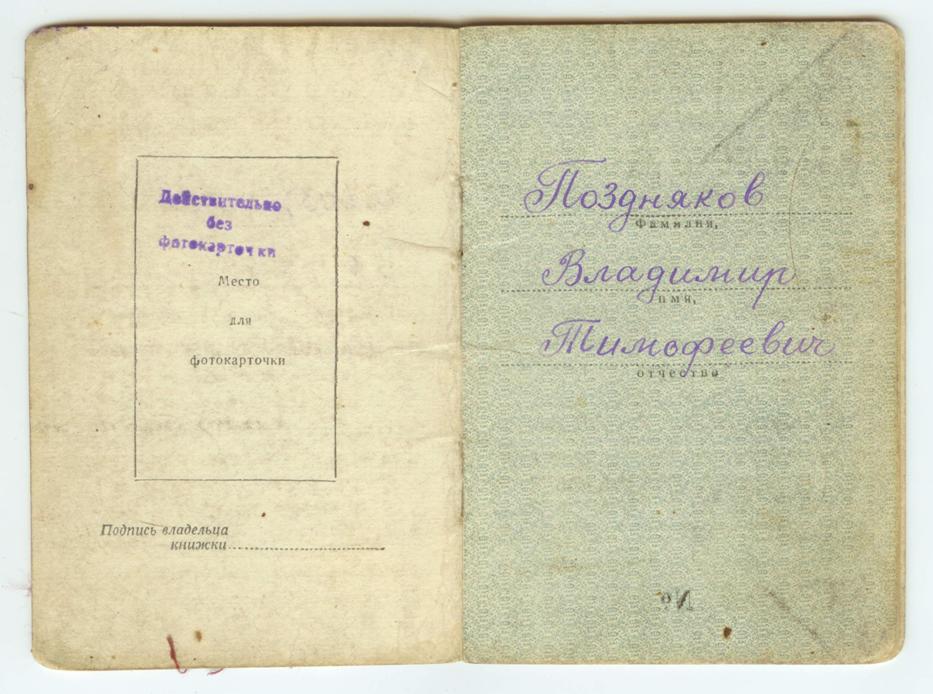 Действительно
без
фотокарточки
Место
для
фотокарточки
Подпись владельца
книжки
Поздняков
Фамилия,
Владимир
имя,
Тимофеевич
отчество
№